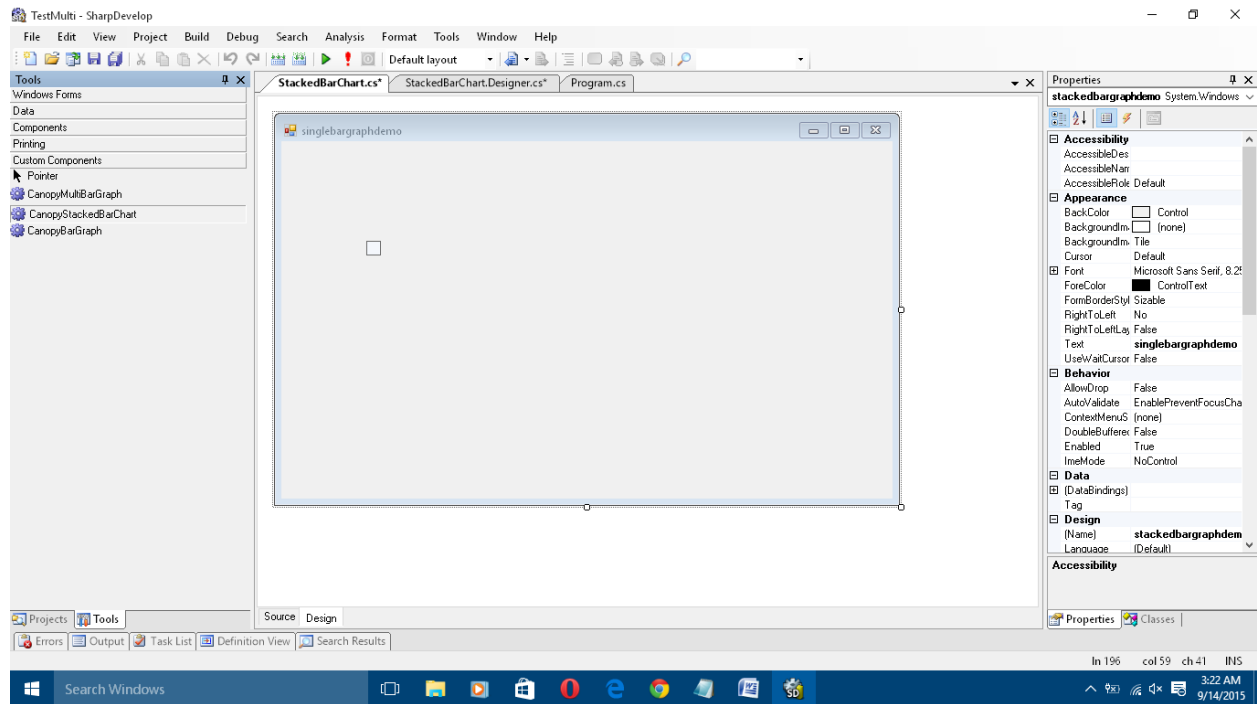 TestMulti - SharpDevelop
File Edit View Project Build Debug Search Analysis Format Tools Window Help
Default layout
Tools
Windows Forms
Data
Components
Printing
Custom Components
Pointer
CanopyMultiBarGraph
CanopyStackedBarChart
CanopyBarGraph
Projects Tools
StackedBarChart.cs* StackedBarChart.Designer.cs* Program.cs
singlebargraphdemo
Source Design
Properties
stackedbargraphdemo System.Windows
Accessibility
AccessibleDes
AccessibleNam
AccessibleRole Default
Appearance
BackColor Control
BackgroundIm (none)
BackgroundIm Tile
Cursor Default
Font Microsoft Sans Serif, 8.25
ForeColor ControlText
FormBorderStyl Sizable
RightToLeft No
RightToLeftLay False
Text singlebargraphdemo
UseWaitCursor False
Behavior
AllowDrop False
AutoValidate EnablePreventFocusCha
ContextMenuS (none)
DoubleBuffered False
Enabled True
ImeMode NoControl
Data
(DataBindings)
Tag
Design
(Name) stackedbargraphdem
Language (Default)
Accessibility
Properties Classes
Errors Output Task List Definition View Search Results
ln 196 col 59 ch 41 INS
Search Windows
3:22 AM
9/14/2015